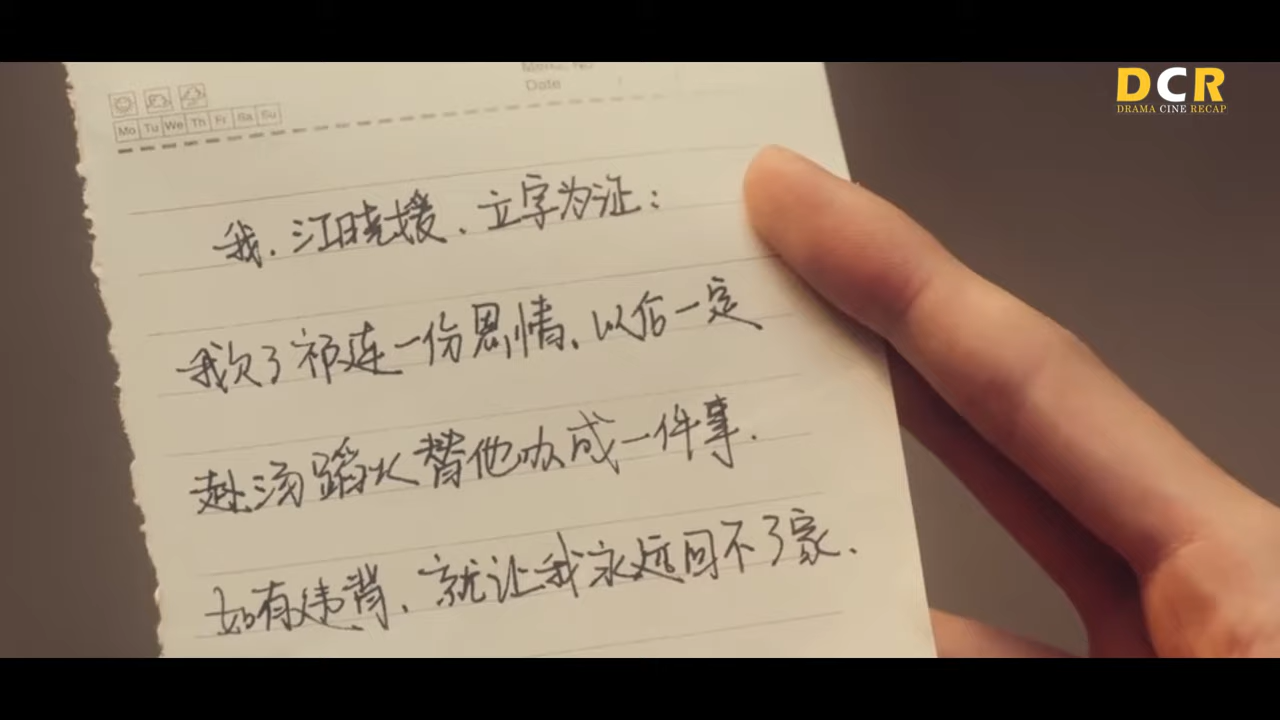 DCR
DRAMA CINE RECAP
Date
Mo Tu We Th Fr Sa Su
我，江晓媛、立字为证：
我欠了祁连一份恩情、以后一定
赴汤蹈火替他办成一件事．
如有违背、就让我永远回不了家．